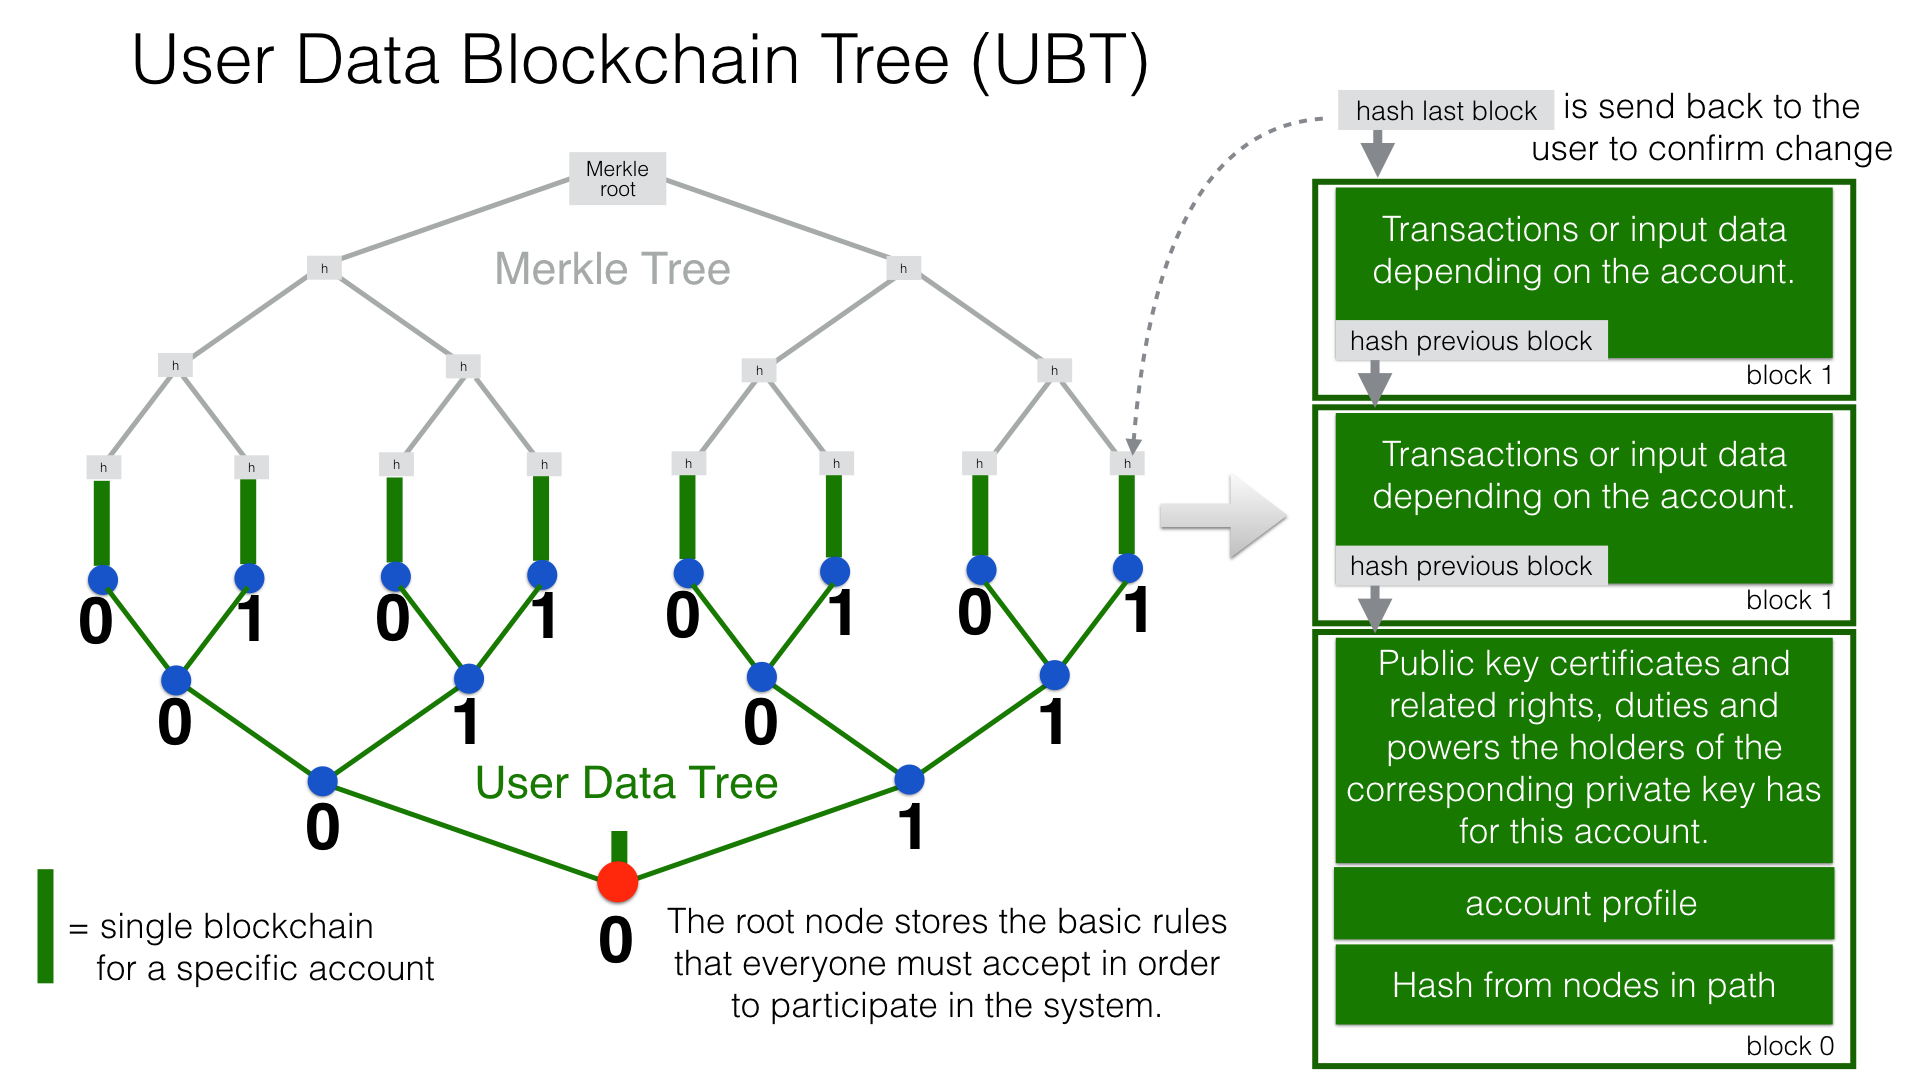 User Data Blockchain Tree (UBT)
hash last block
is send back to the
user to confirm change
Merkle
root
Merkle Tree
h
h
h
h
h
h
h
h
h
h
h
h
h
h
0
1
0
1
0
1
0
1
0
1
0
1
0
1
User Data Tree
0
= single blockchain
for a specific account
The root node stores the basic rules
that everyone must accept in order
to participate in the system.
Transactions or input data
depending on the account.
hash previous block
block 1
Transactions or input data
depending on the account.
hash previous block
block 1
Public key certificates and
related rights, duties and
powers the holders of the
corresponding private key has
for this account.
account profile
Hash from nodes in path
block 0